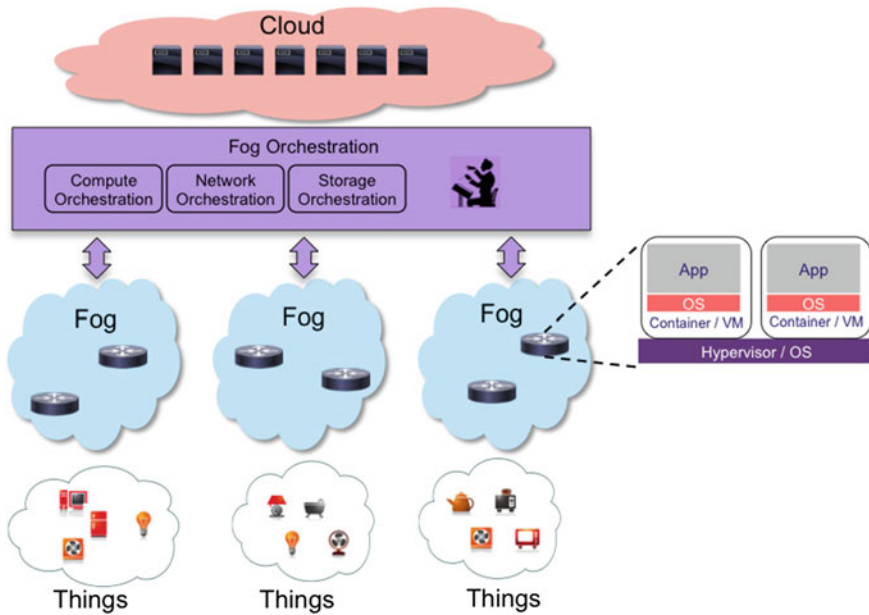 Cloud
Fog Orchestration
Compute
Orchestration
Network
Orchestration
Storage
Orchestration
Fog
Fog
Fog
App
OS
Container / VM
App
OS
Container / VM
Hypervisor / OS
Things
Things
Things